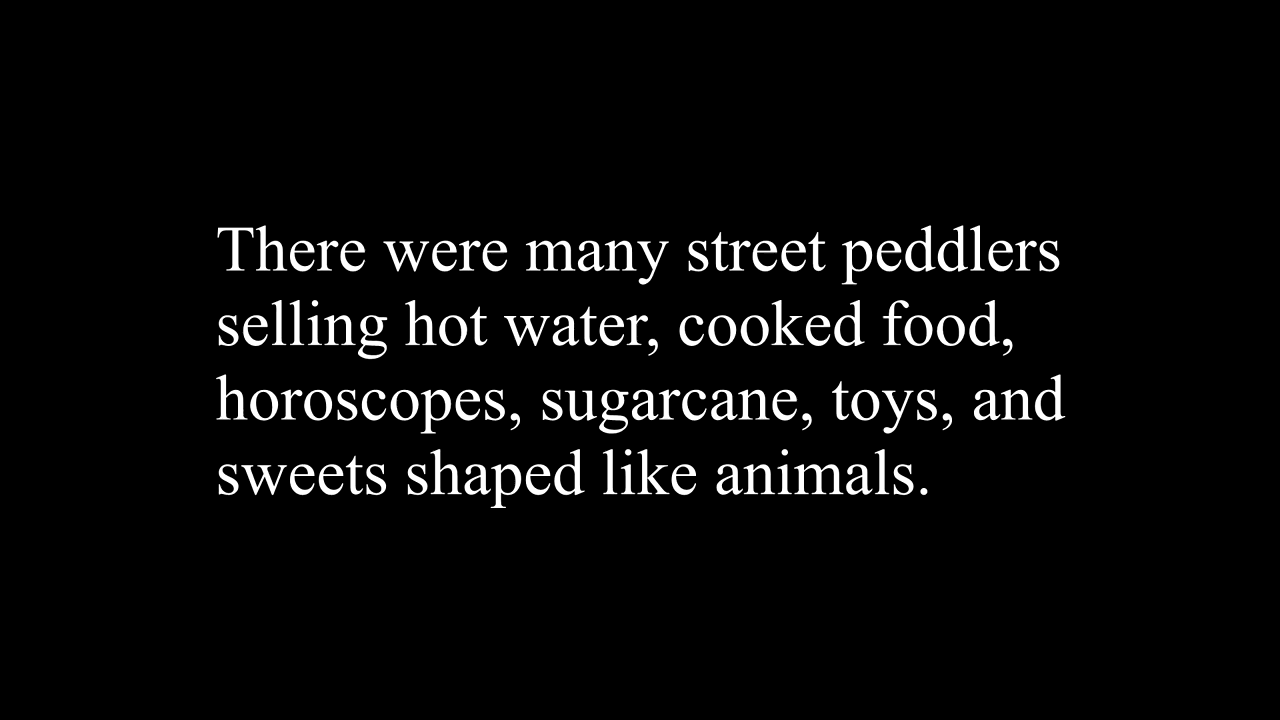 There were many street peddlers
selling hot water, cooked food,
horoscopes, sugarcane, toys, and
sweets shaped like animals.